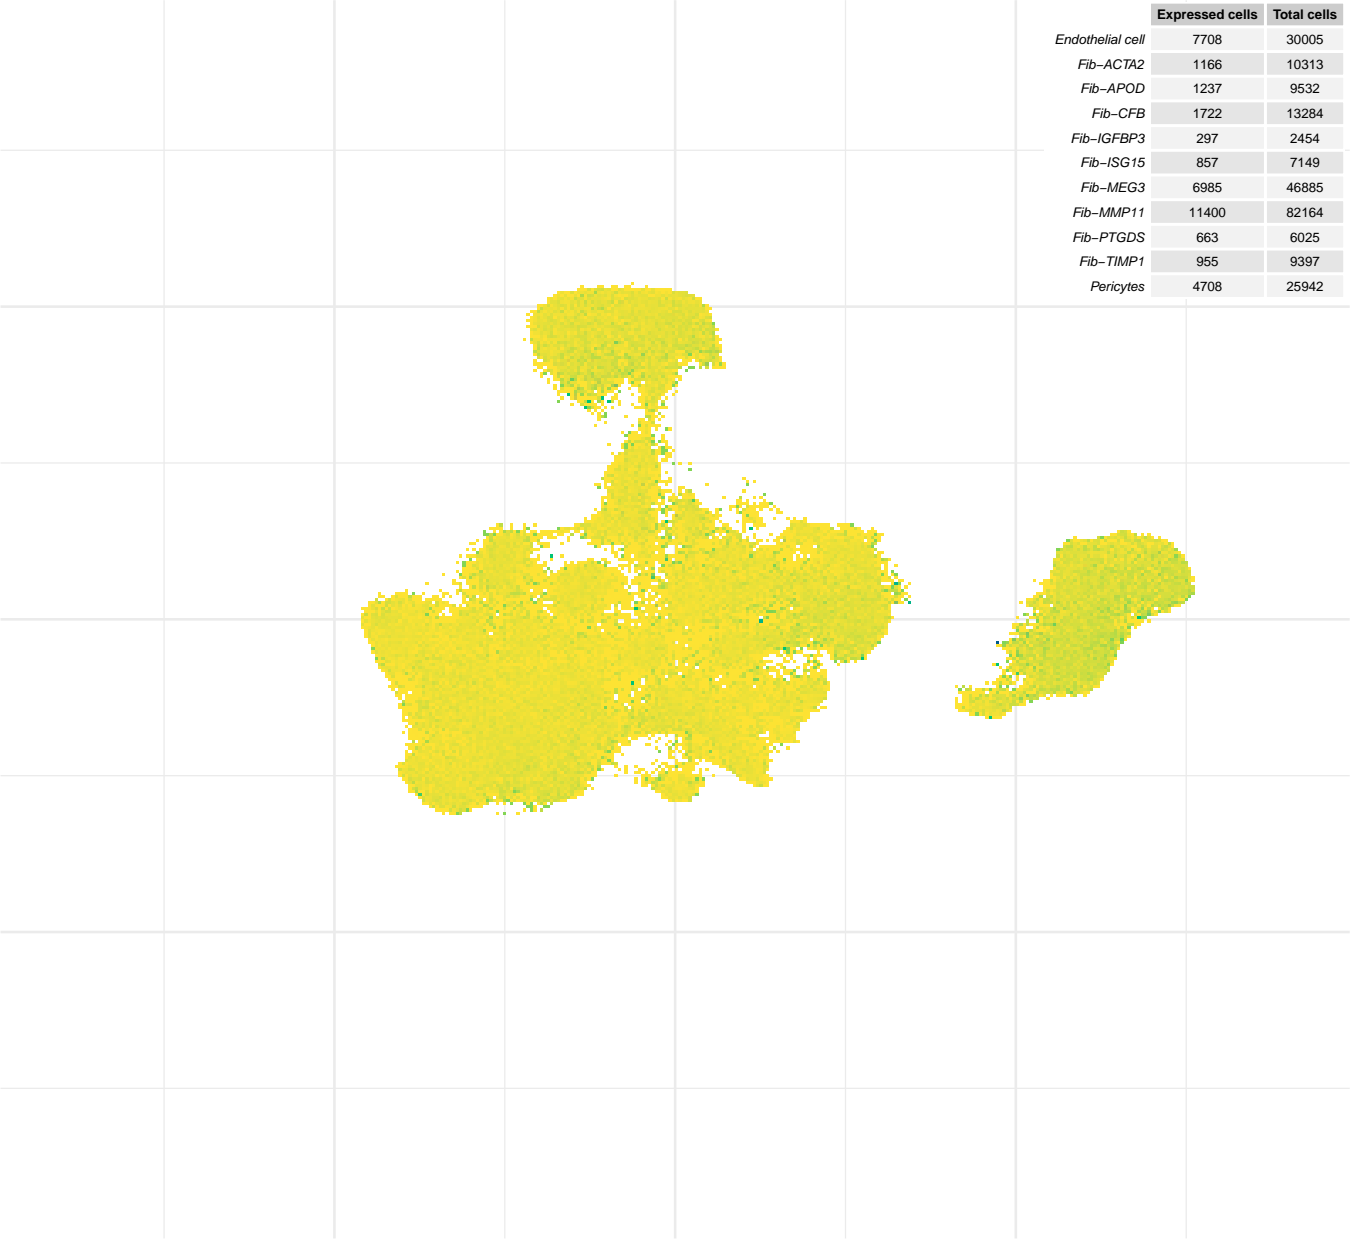 Expressed cells Total cells
Endothelial cell 7708 30005
Fib−ACTA2 1166 10313
Fib−APOD 1237 9532
Fib−CFB 1722 13284
Fib−IGFBP3 297 2454
Fib−ISG15 857 7149
Fib−MEG3 6985 46885
Fib−MMP11 11400 82164
Fib−PTGDS 663 6025
Fib−TIMP1 955 9397
Pericytes 4708 25942